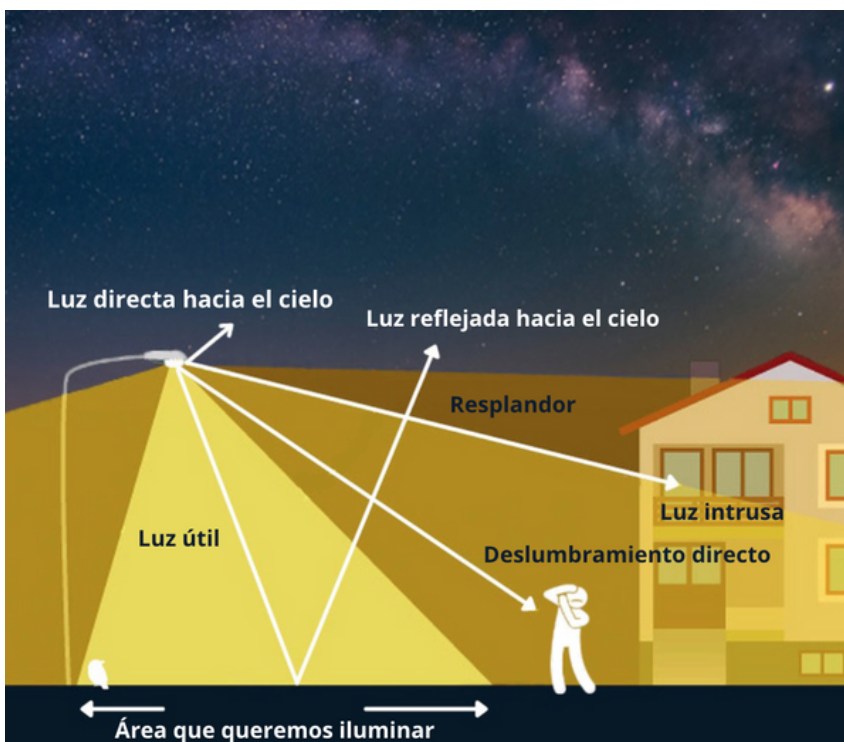 Luz directa hacia el cielo
Luz reflejada hacia el cielo
Resplandor
Luz intrusa
Luz útil
Deslumbramiento directo
Área que queremos iluminar